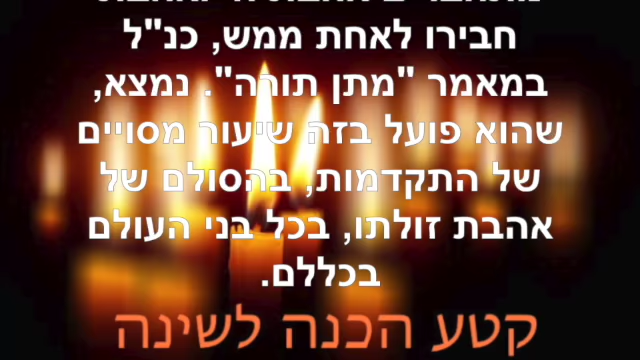 חבירו לאחת ממש, כנ"ל
במאמר "מתן תורה". נמצא,
שהוא פועל בזה שיעור מסויים
של התקדמות, בהסולם של
אהבת זולתו, בכל בני העולם
בכללם.
קטע הכנה לשינה